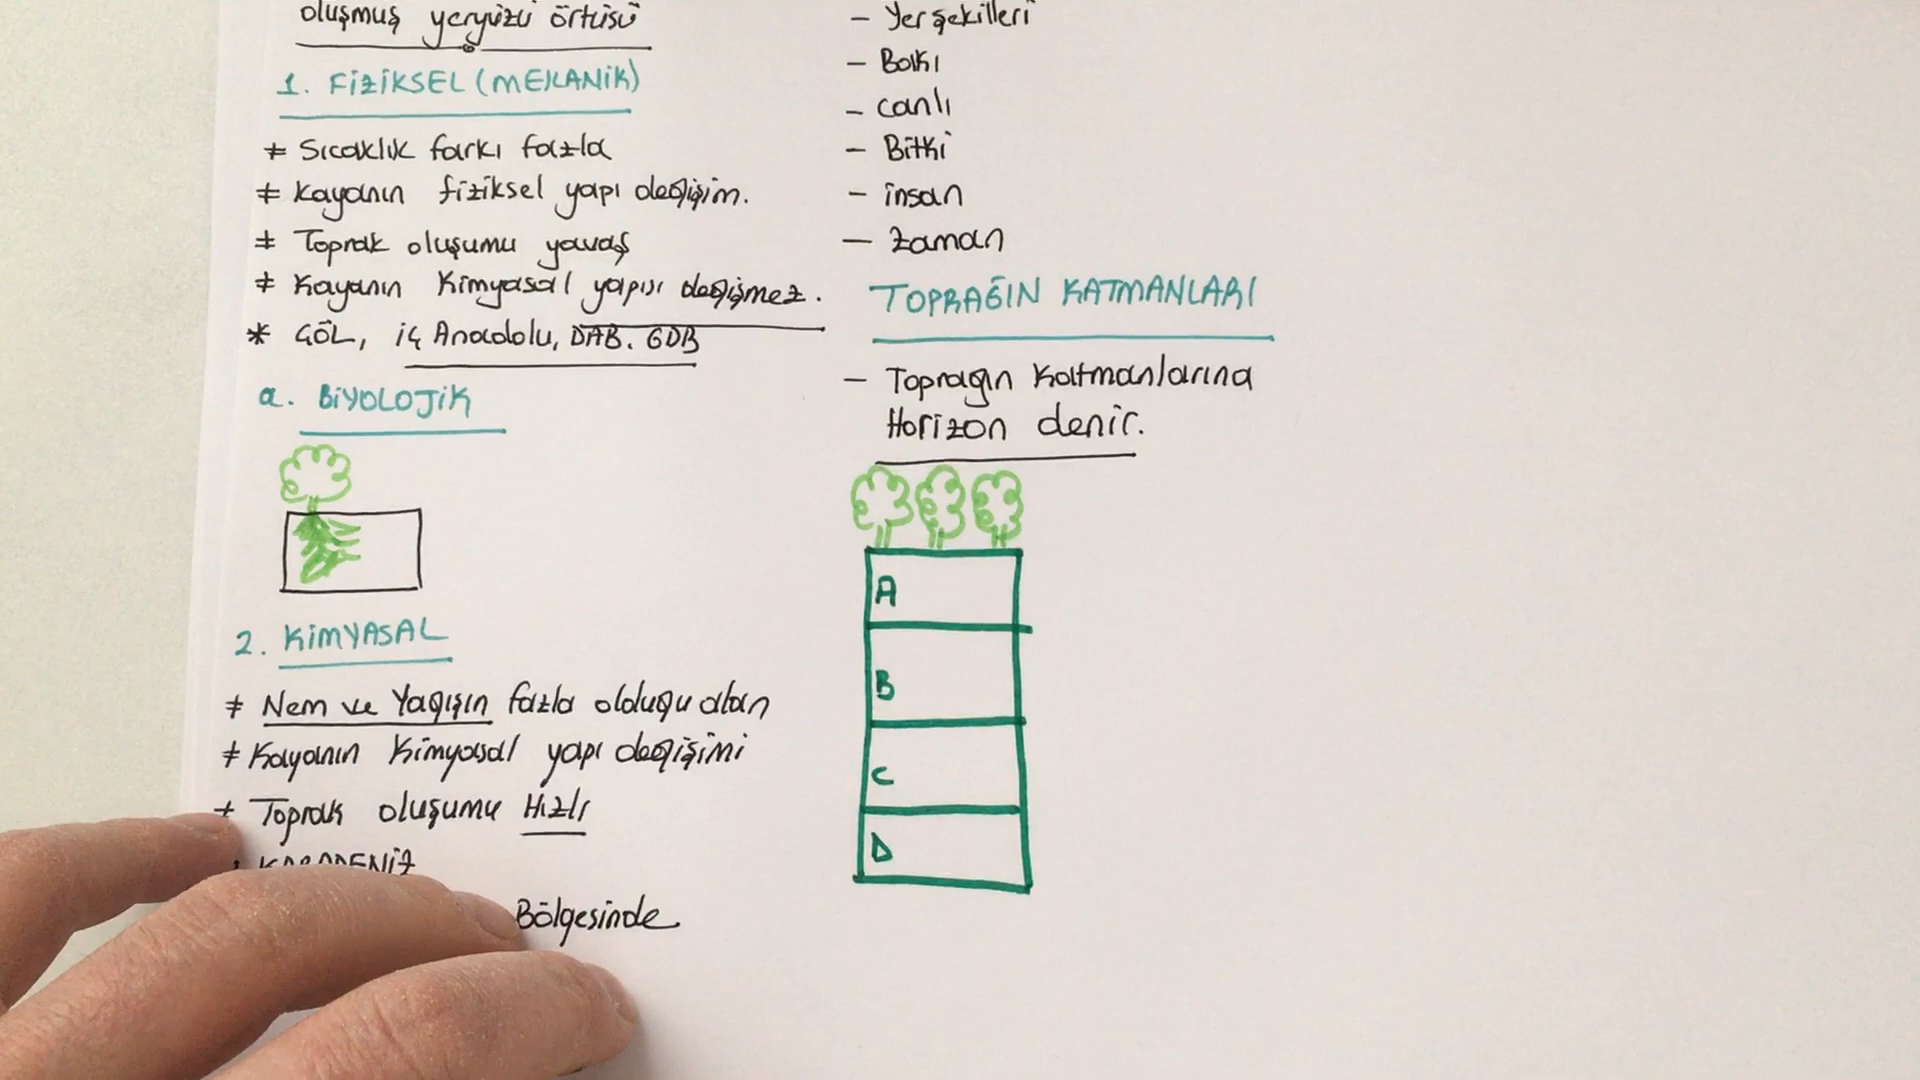 oluşmuş yeryüzü örtüsü
1. FİZİKSEL (MEKANİK)
* Sıcaklık farkı fazla
* Kayanın fiziksel yapı değişim.
* Toprak oluşumu yavaş
* Kayanın Kimyasal yapısı değişmez.
* ÇÖL, iç Anadolu, DAB. GDB
a. BİYOLOJİK
2. KİMYASAL
* Nem ve Yağışın fazla olduğu alan
* Kayanın Kimyasal yapı değişimi
* Toprak oluşumu Hızlı
* KARADENİZ
Bölgesinde
- Yerşekilleri
- Bakı
- canlı
- Bitki
- insan
- Zaman
TOPRAĞIN KATMANLARI
- Toprağın Katmanlarına
Horizon denir.
A
B
C
D